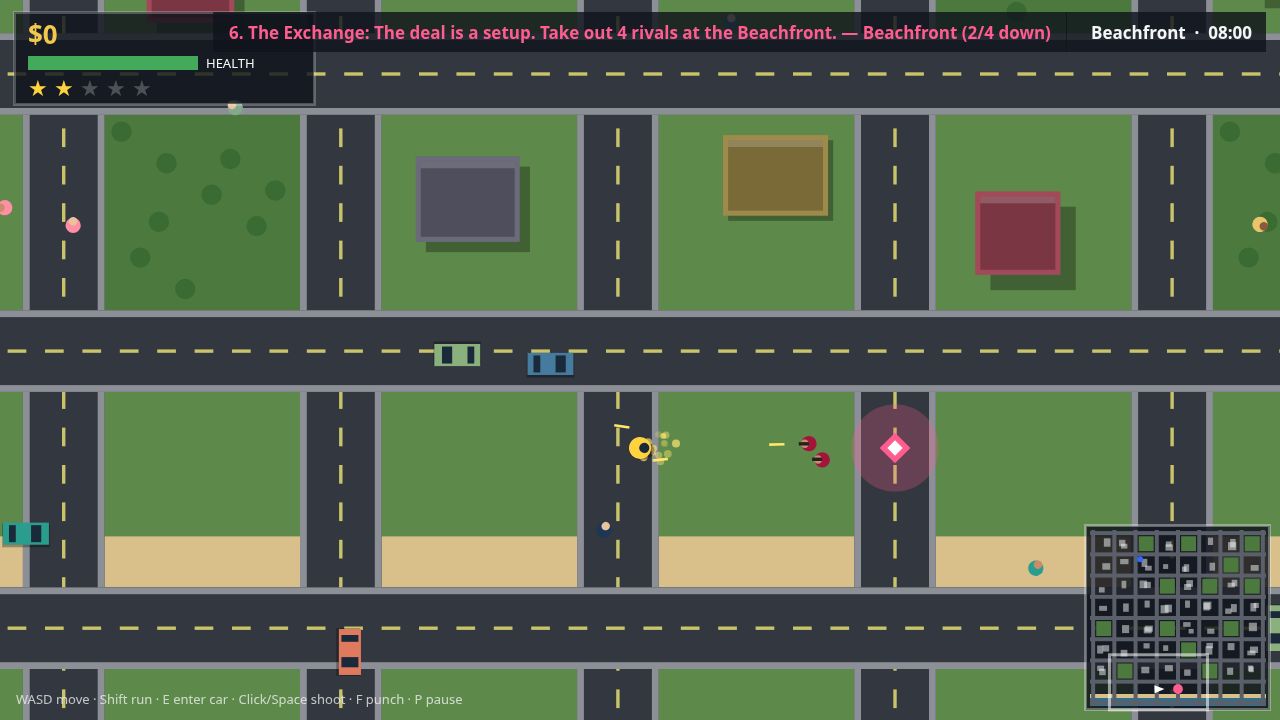 $0
6. The Exchange: The deal is a setup. Take out 4 rivals at the Beachfront. — Beachfront (2/4 down)
Beachfront · 08:00
HEALTH
WASD move · Shift run · E enter car · Click/Space shoot · F punch · P pause